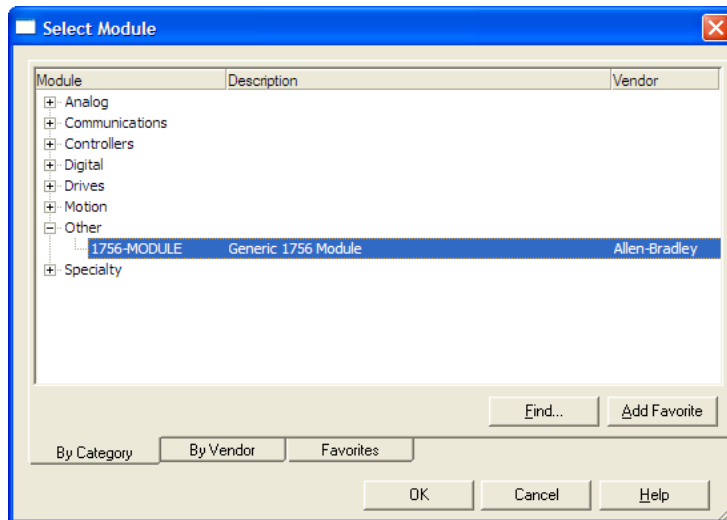 Select Module
Module Description Vendor
Analog
Communications
Controllers
Digital
Drives
Motion
Other
1756-MODULE Generic 1756 Module Allen-Bradley
Specialty
Find... Add Favorite
By Category By Vendor Favorites
OK Cancel Help